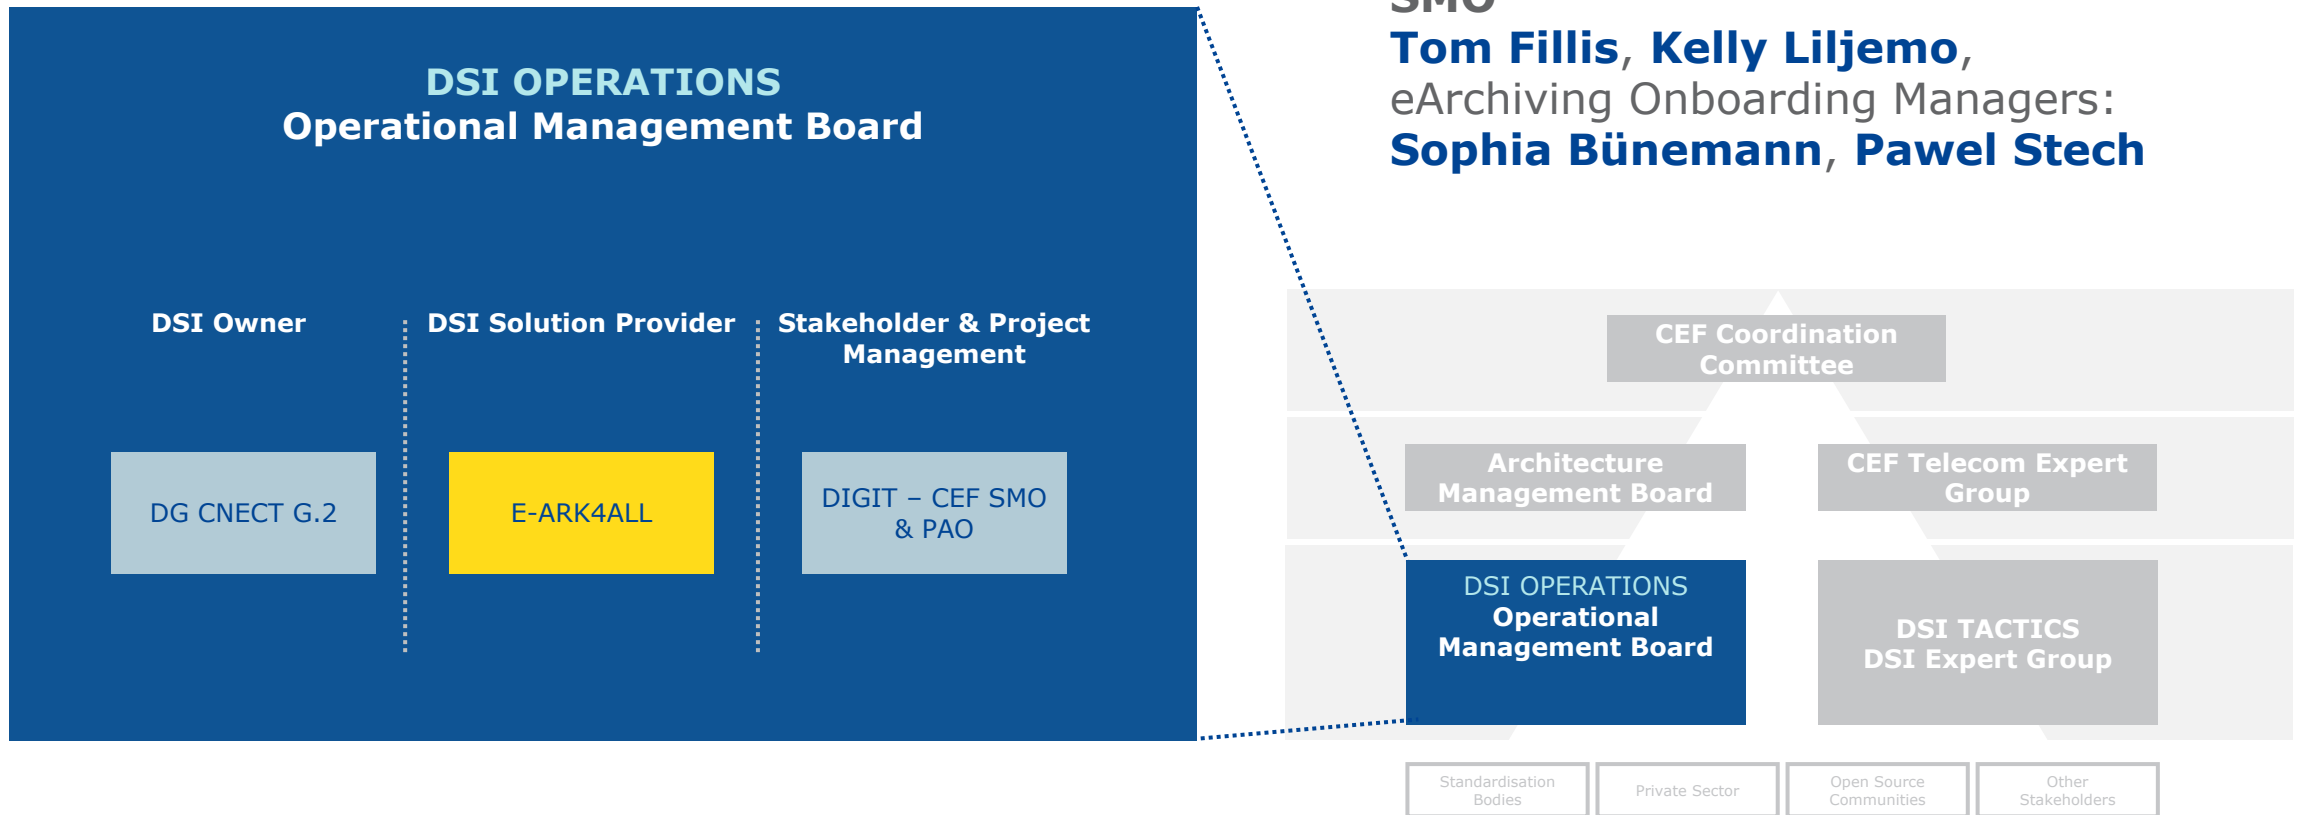 DSI OPERATIONS
Operational Management Board
DSI Owner
DSI Solution Provider
Stakeholder & Project
Management
DG CNECT G.2
E-ARK4ALL
DIGIT – CEF SMO
& PAO
SMO
Tom Fillis, Kelly Liljemo,
eArchiving Onboarding Managers:
Sophia Bünemann, Pawel Stech
CEF Coordination
Committee
Architecture
Management Board
CEF Telecom Expert
Group
DSI OPERATIONS
Operational
Management Board
DSI TACTICS
DSI Expert Group
Standardisation
Bodies
Private Sector
Open Source
Communities
Other
Stakeholders